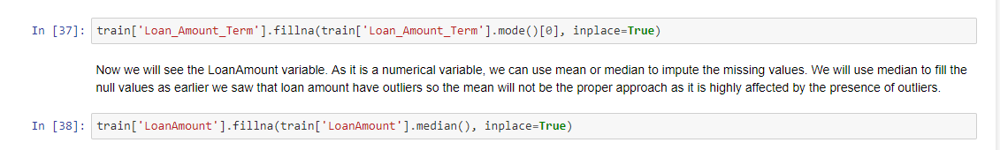 In [37]: train['Loan_Amount_Term'].fillna(train['Loan_Amount_Term'].mode()[0], inplace=True)
Now we will see the LoanAmount variable. As it is a numerical variable, we can use mean or median to impute the missing values. We will use median to fill the
null values as earlier we saw that loan amount have outliers so the mean will not be the proper approach as it is highly affected by the presence of outliers.
In [38]: train['LoanAmount'].fillna(train['LoanAmount'].median(), inplace=True)